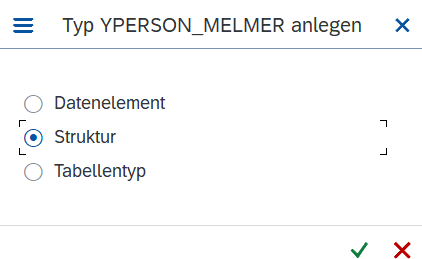 Typ YPERSON_MELMER anlegen
Datenelement
Struktur
Tabellentyp